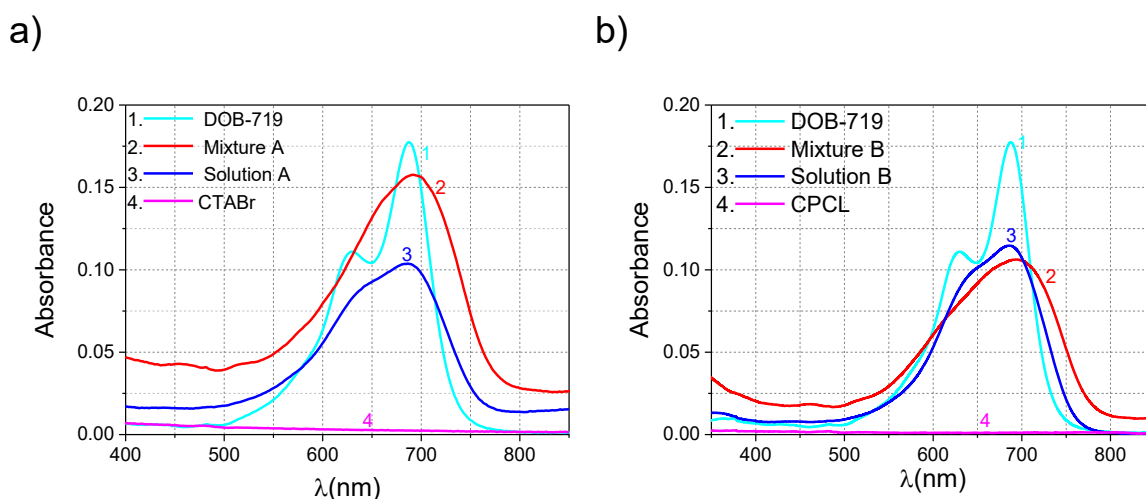 a)
0.20
0.15
0.10
0.05
0.00
Absorbance
1. DOB-719
2. Mixture A
3. Solution A
4. CTABr
1
2
3
4
400 500 600 700 800
λ(nm)
b)
0.20
0.15
0.10
0.05
0.00
Absorbance
1. DOB-719
2. Mixture B
3. Solution B
4. CPCL
1
3
2
4
400 500 600 700 800
λ(nm)